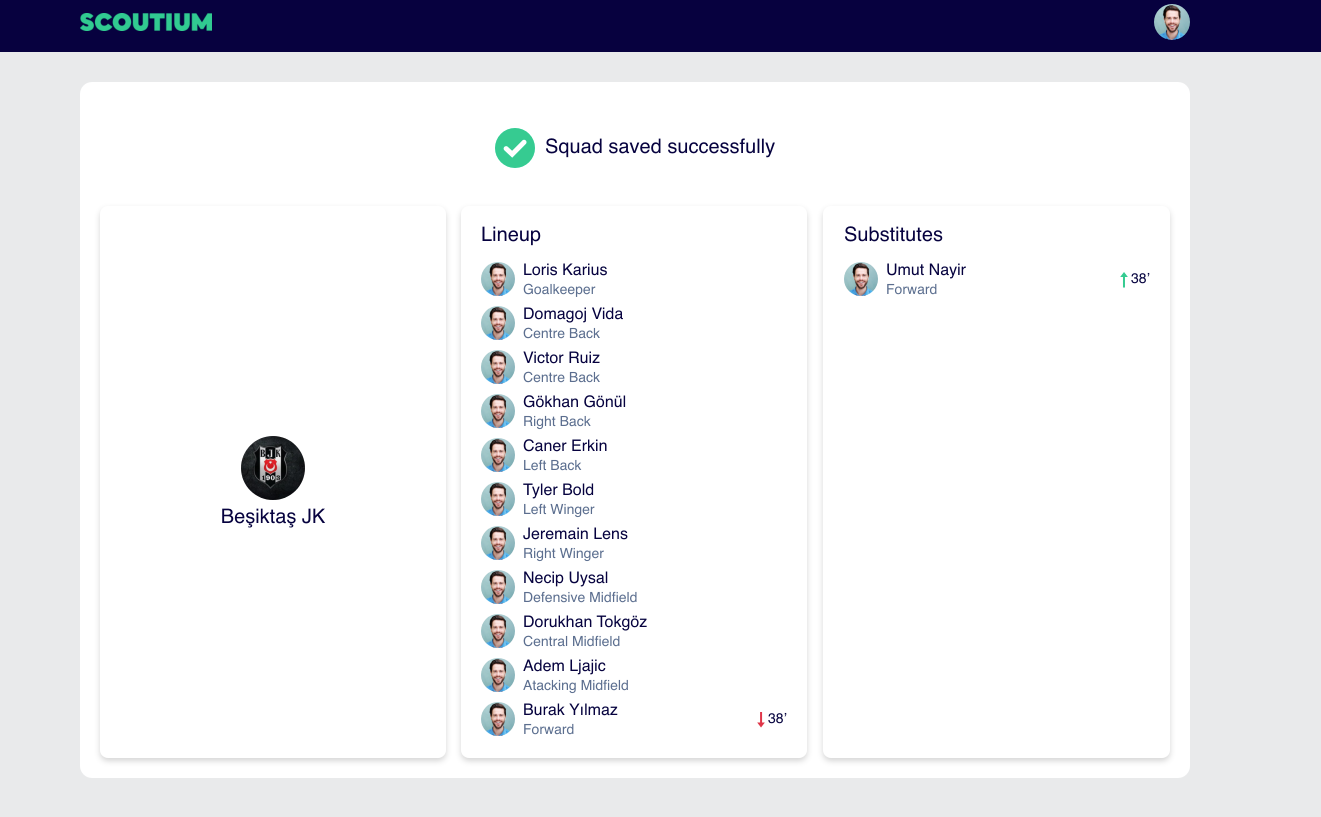 SCOUTIUM
Squad saved successfully
BJK
1903
Beşiktaş JK
Lineup
Loris Karius
Goalkeeper
Domagoj Vida
Centre Back
Victor Ruiz
Centre Back
Gökhan Gönül
Right Back
Caner Erkin
Left Back
Tyler Bold
Left Winger
Jeremain Lens
Right Winger
Necip Uysal
Defensive Midfield
Dorukhan Tokgöz
Central Midfield
Adem Ljajic
Atacking Midfield
Burak Yılmaz
Forward
38’
Substitutes
Umut Nayir
Forward
38’